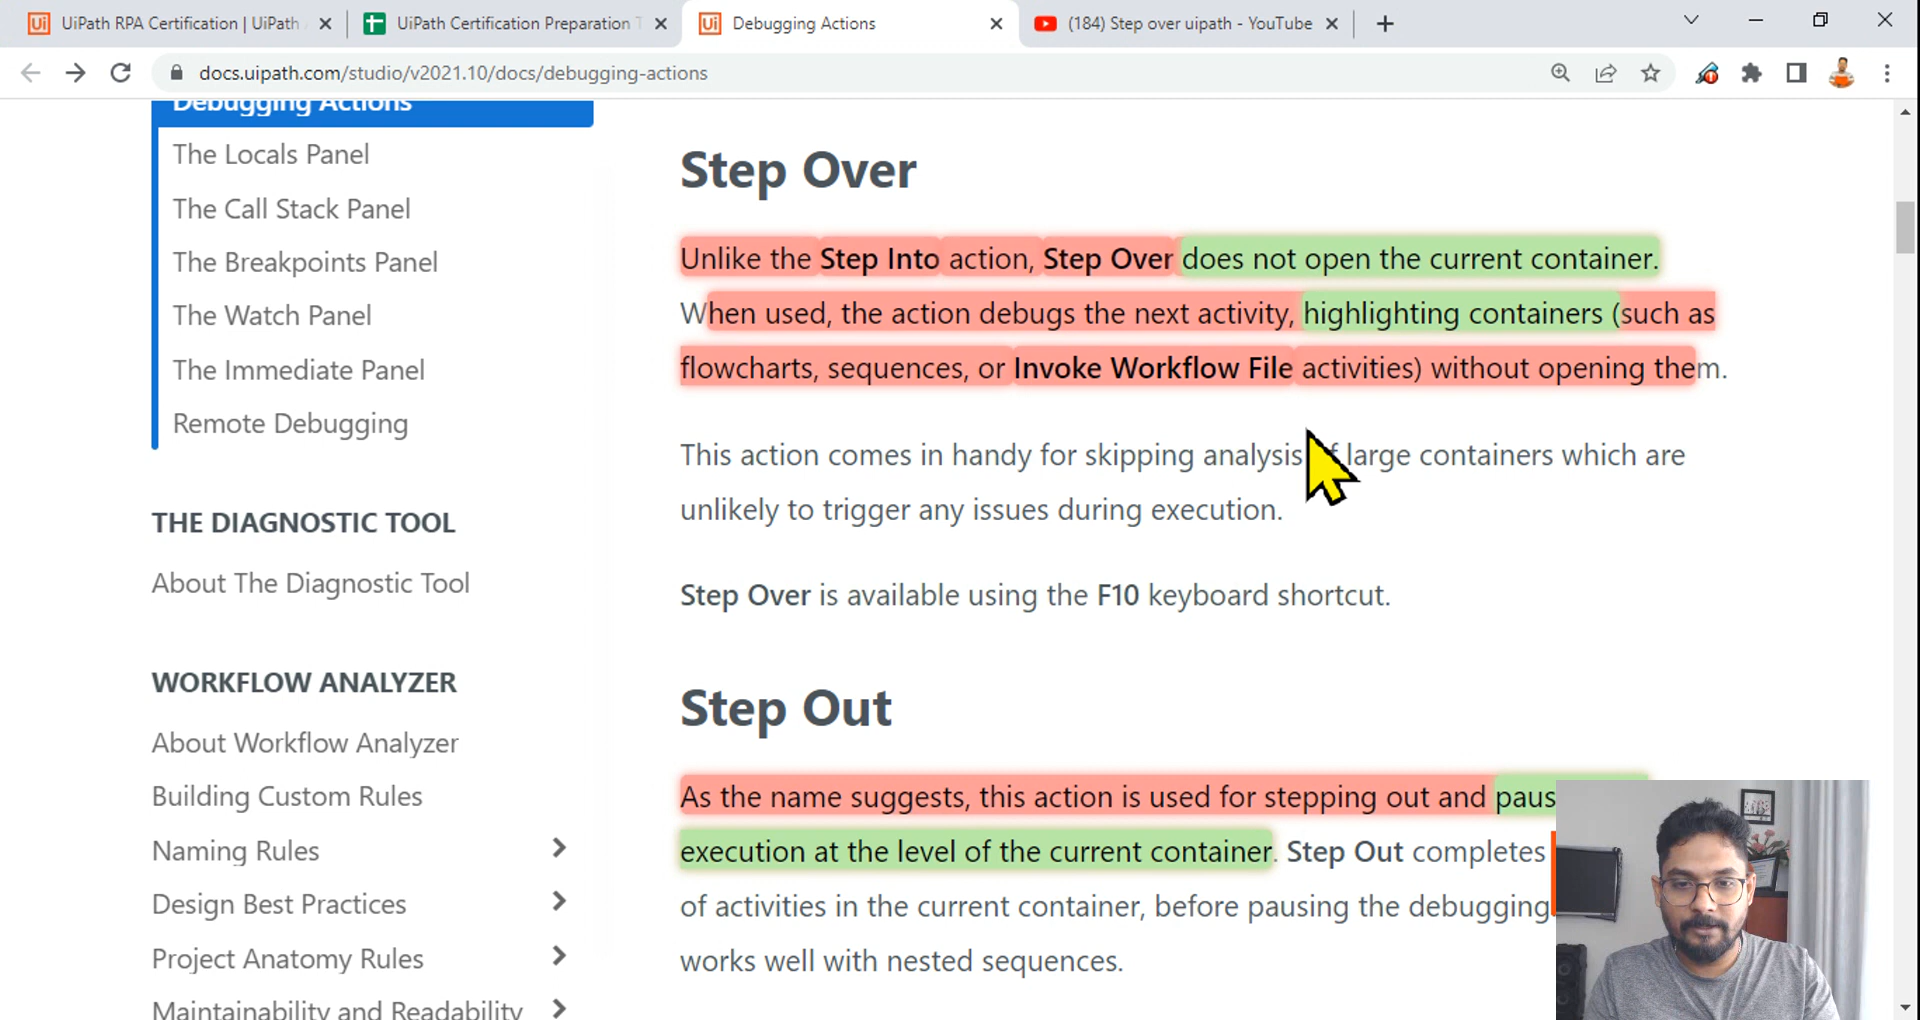 Ui UiPath RPA Certification | UiPath
UiPath Certification Preparation T
Ui Debugging Actions
(184) Step over uipath - YouTube
docs.uipath.com/studio/v2021.10/docs/debugging-actions
Debugging Actions
The Locals Panel
The Call Stack Panel
The Breakpoints Panel
The Watch Panel
The Immediate Panel
Remote Debugging
THE DIAGNOSTIC TOOL
About The Diagnostic Tool
WORKFLOW ANALYZER
About Workflow Analyzer
Building Custom Rules
Naming Rules
Design Best Practices
Project Anatomy Rules
Maintainability and Readability
Step Over
Unlike the Step Into action, Step Over does not open the current container.
When used, the action debugs the next activity, highlighting containers (such as
flowcharts, sequences, or Invoke Workflow File activities) without opening them.
This action comes in handy for skipping analysis of large containers which are
unlikely to trigger any issues during execution.
Step Over is available using the F10 keyboard shortcut.
Step Out
As the name suggests, this action is used for stepping out and paus
execution at the level of the current container. Step Out completes
of activities in the current container, before pausing the debugging
works well with nested sequences.